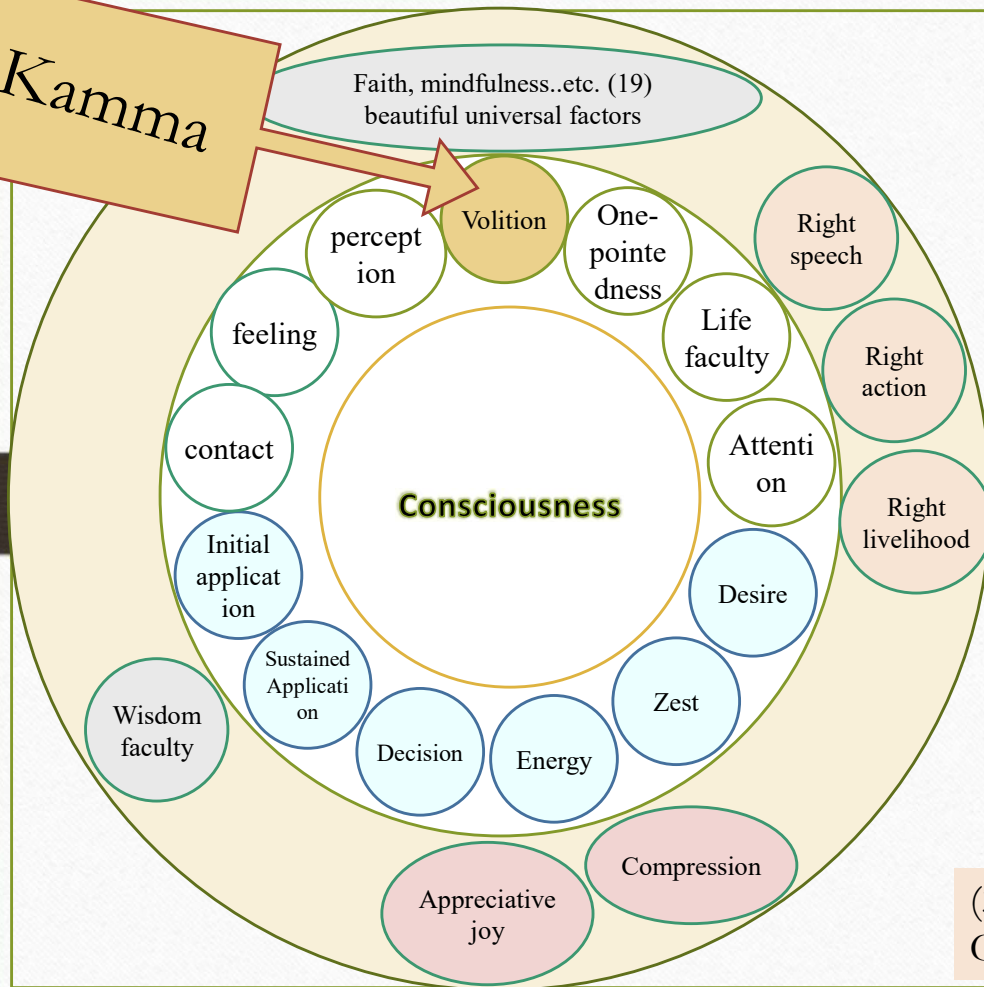 Kamma
Faith, mindfulness..etc. (19)
beautiful universal factors
Volition
One-
pointe
dness
percept
ion
Right
speech
feeling
Life
faculty
Right
action
contact
Attenti
on
Consciousness
Right
livelihood
Initial
applicat
ion
Desire
Sustained
Applicati
on
Zest
Wisdom
faculty
Decision
Energy
Compression
Appreciative
joy